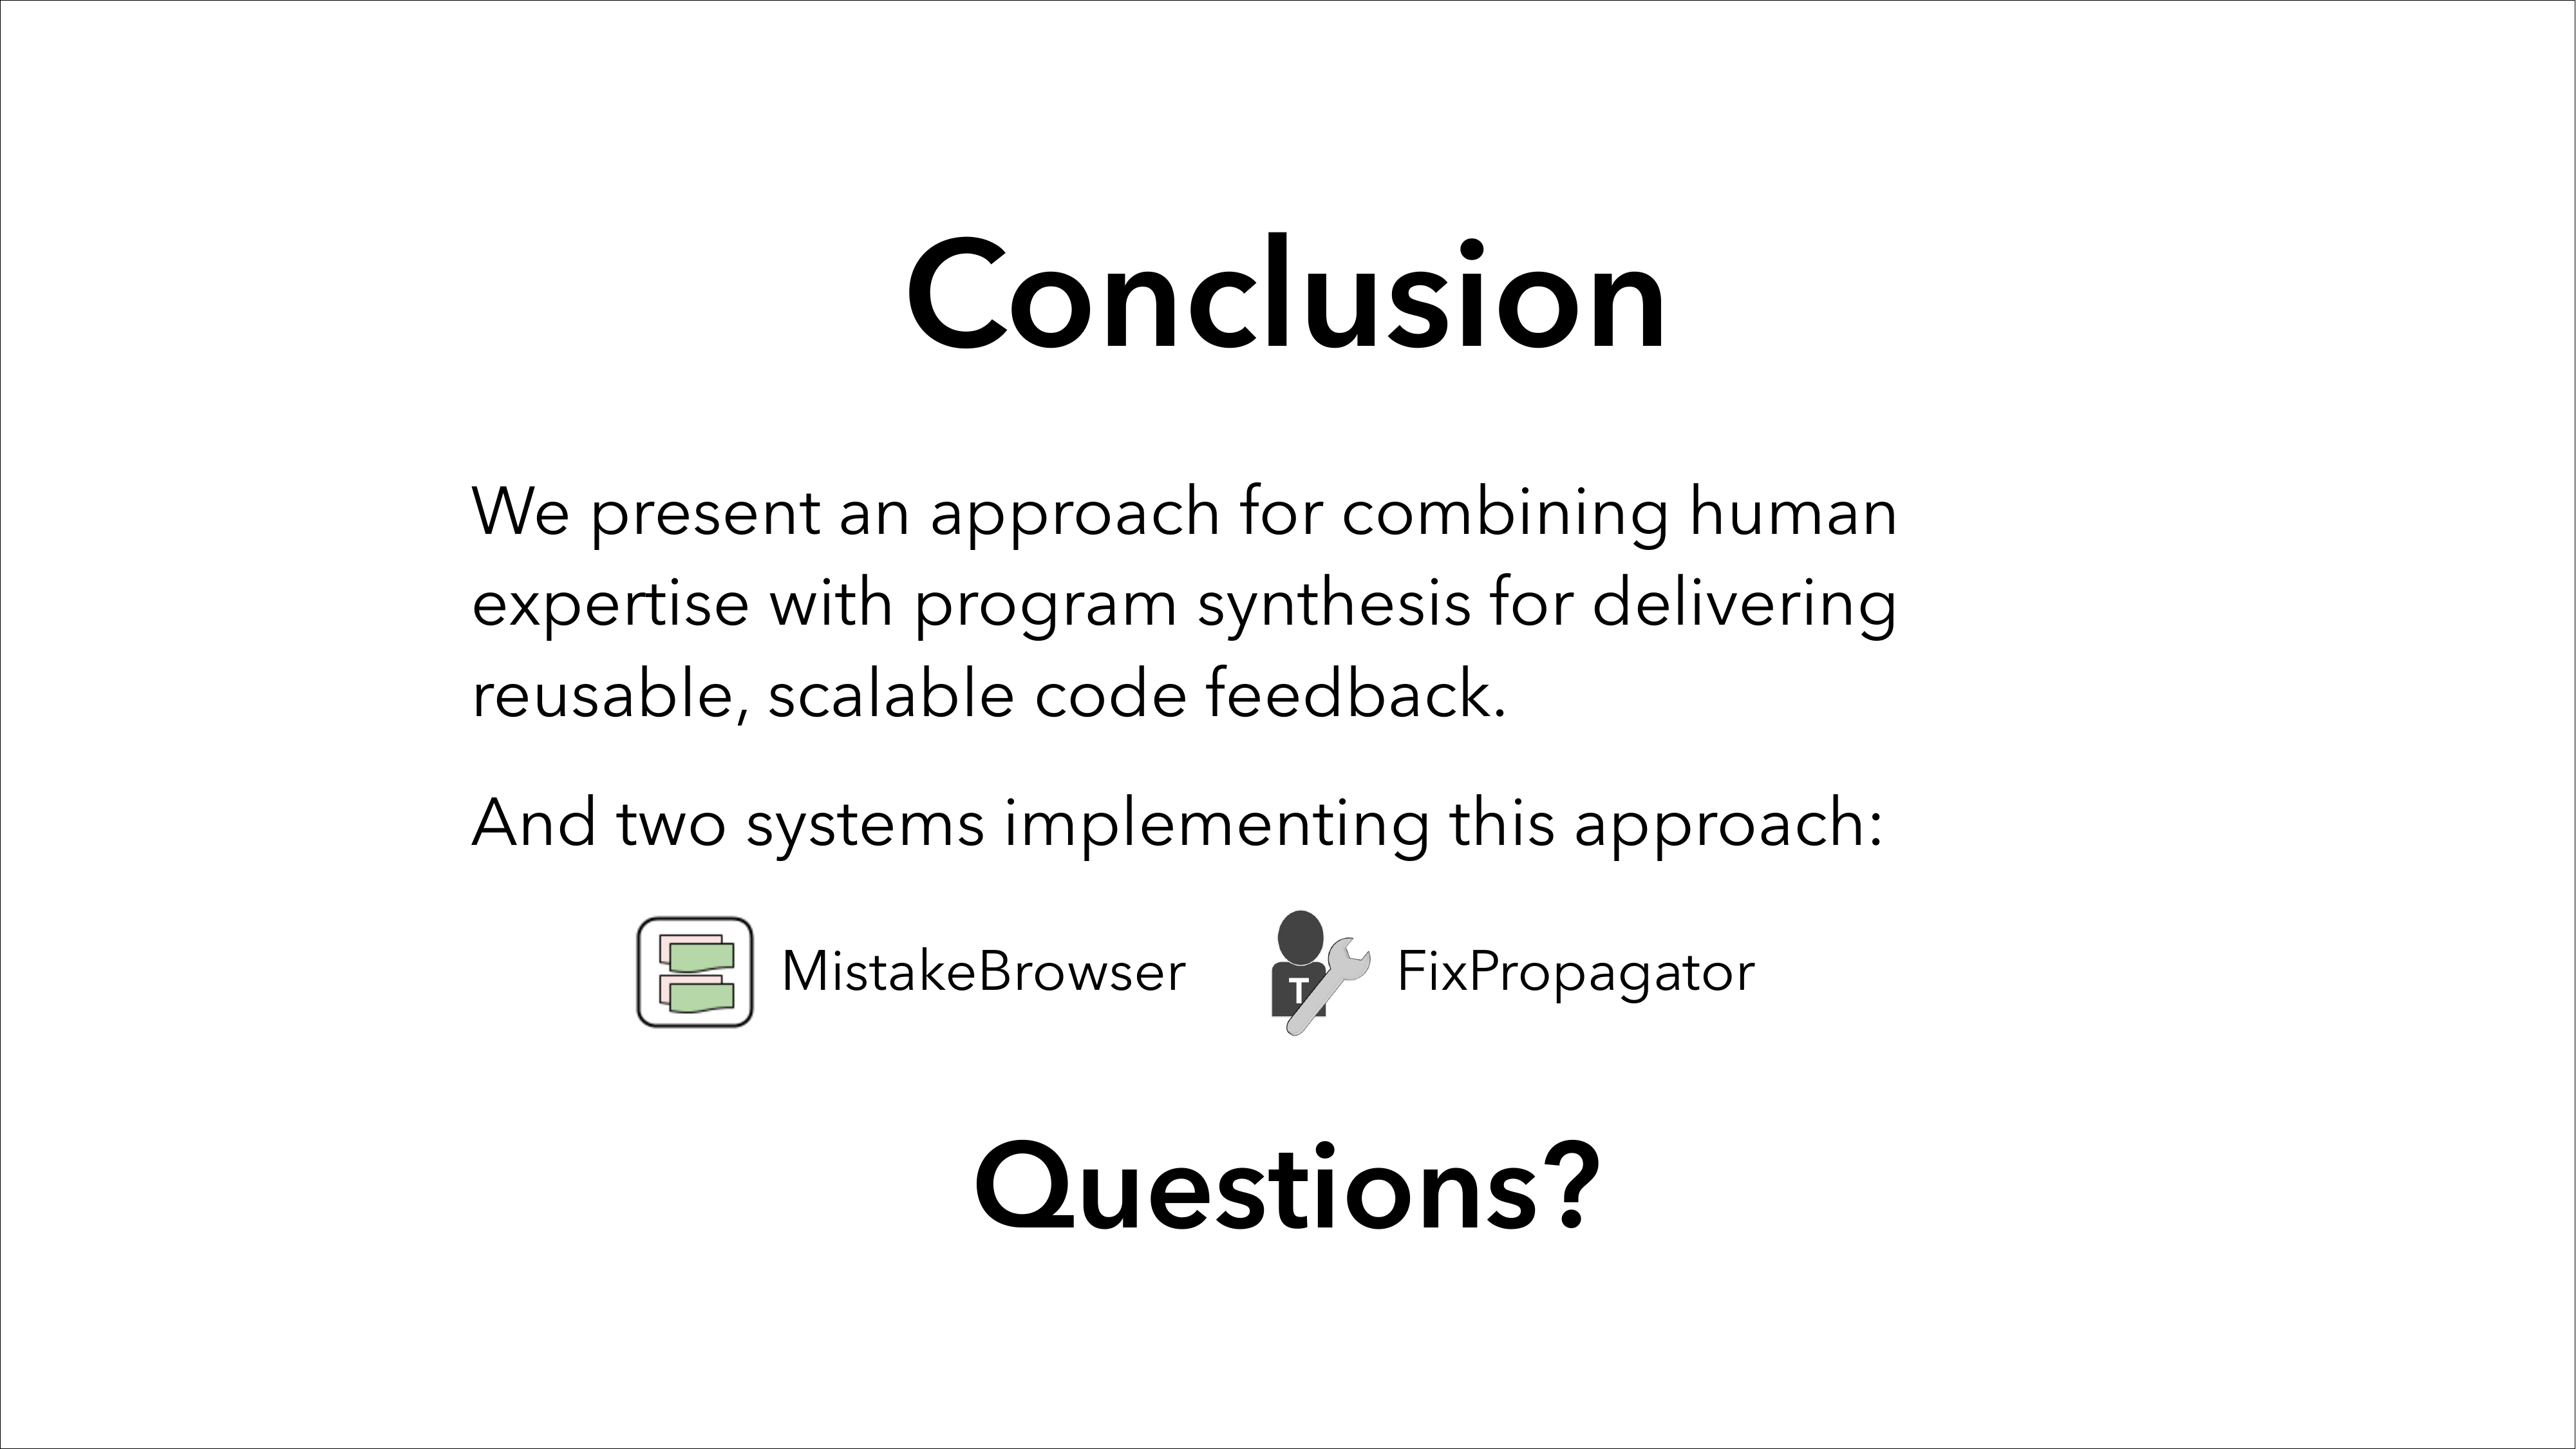 Conclusion
We present an approach for combining human
expertise with program synthesis for delivering
reusable, scalable code feedback.
And two systems implementing this approach:
MistakeBrowser
T
FixPropagator
Questions?